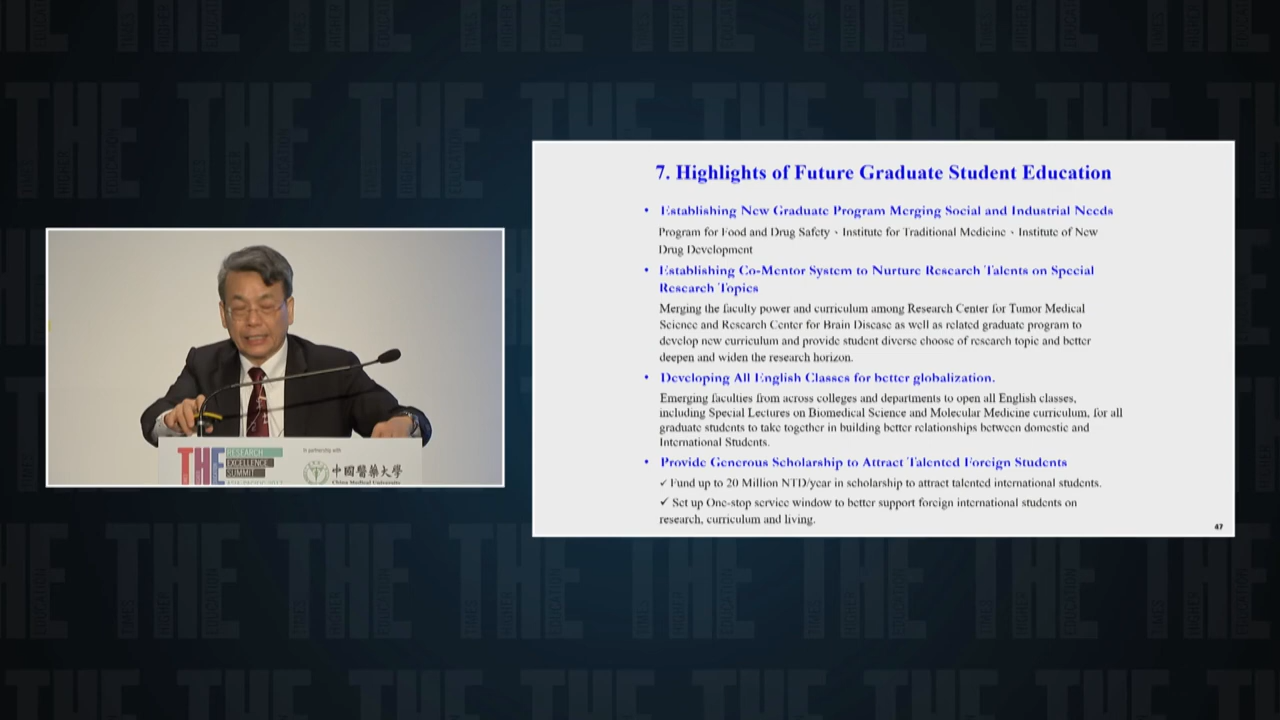 THE RESEARCH
EXCELLENCE
SUMMIT
ASIA-PACIFIC 2017
In partnership with
中國醫藥大學
China Medical University
7. Highlights of Future Graduate Student Education
• Establishing New Graduate Program Merging Social and Industrial Needs
Program for Food and Drug Safety、Institute for Traditional Medicine、Institute of New
Drug Development
• Establishing Co-Mentor System to Nurture Research Talents on Special
Research Topics
Merging the faculty power and curriculum among Research Center for Tumor Medical
Science and Research Center for Brain Disease as well as related graduate program to
develop new curriculum and provide student diverse choose of research topic and better
deepen and widen the research horizon.
• Developing All English Classes for better globalization.
Emerging faculties from across colleges and departments to open all English classes,
including Special Lectures on Biomedical Science and Molecular Medicine curriculum, for all
graduate students to take together in building better relationships between domestic and
International Students.
• Provide Generous Scholarship to Attract Talented Foreign Students
✓ Fund up to 20 Million NTD/year in scholarship to attract talented international students.
✓ Set up One-stop service window to better support foreign international students on
research, curriculum and living.
47